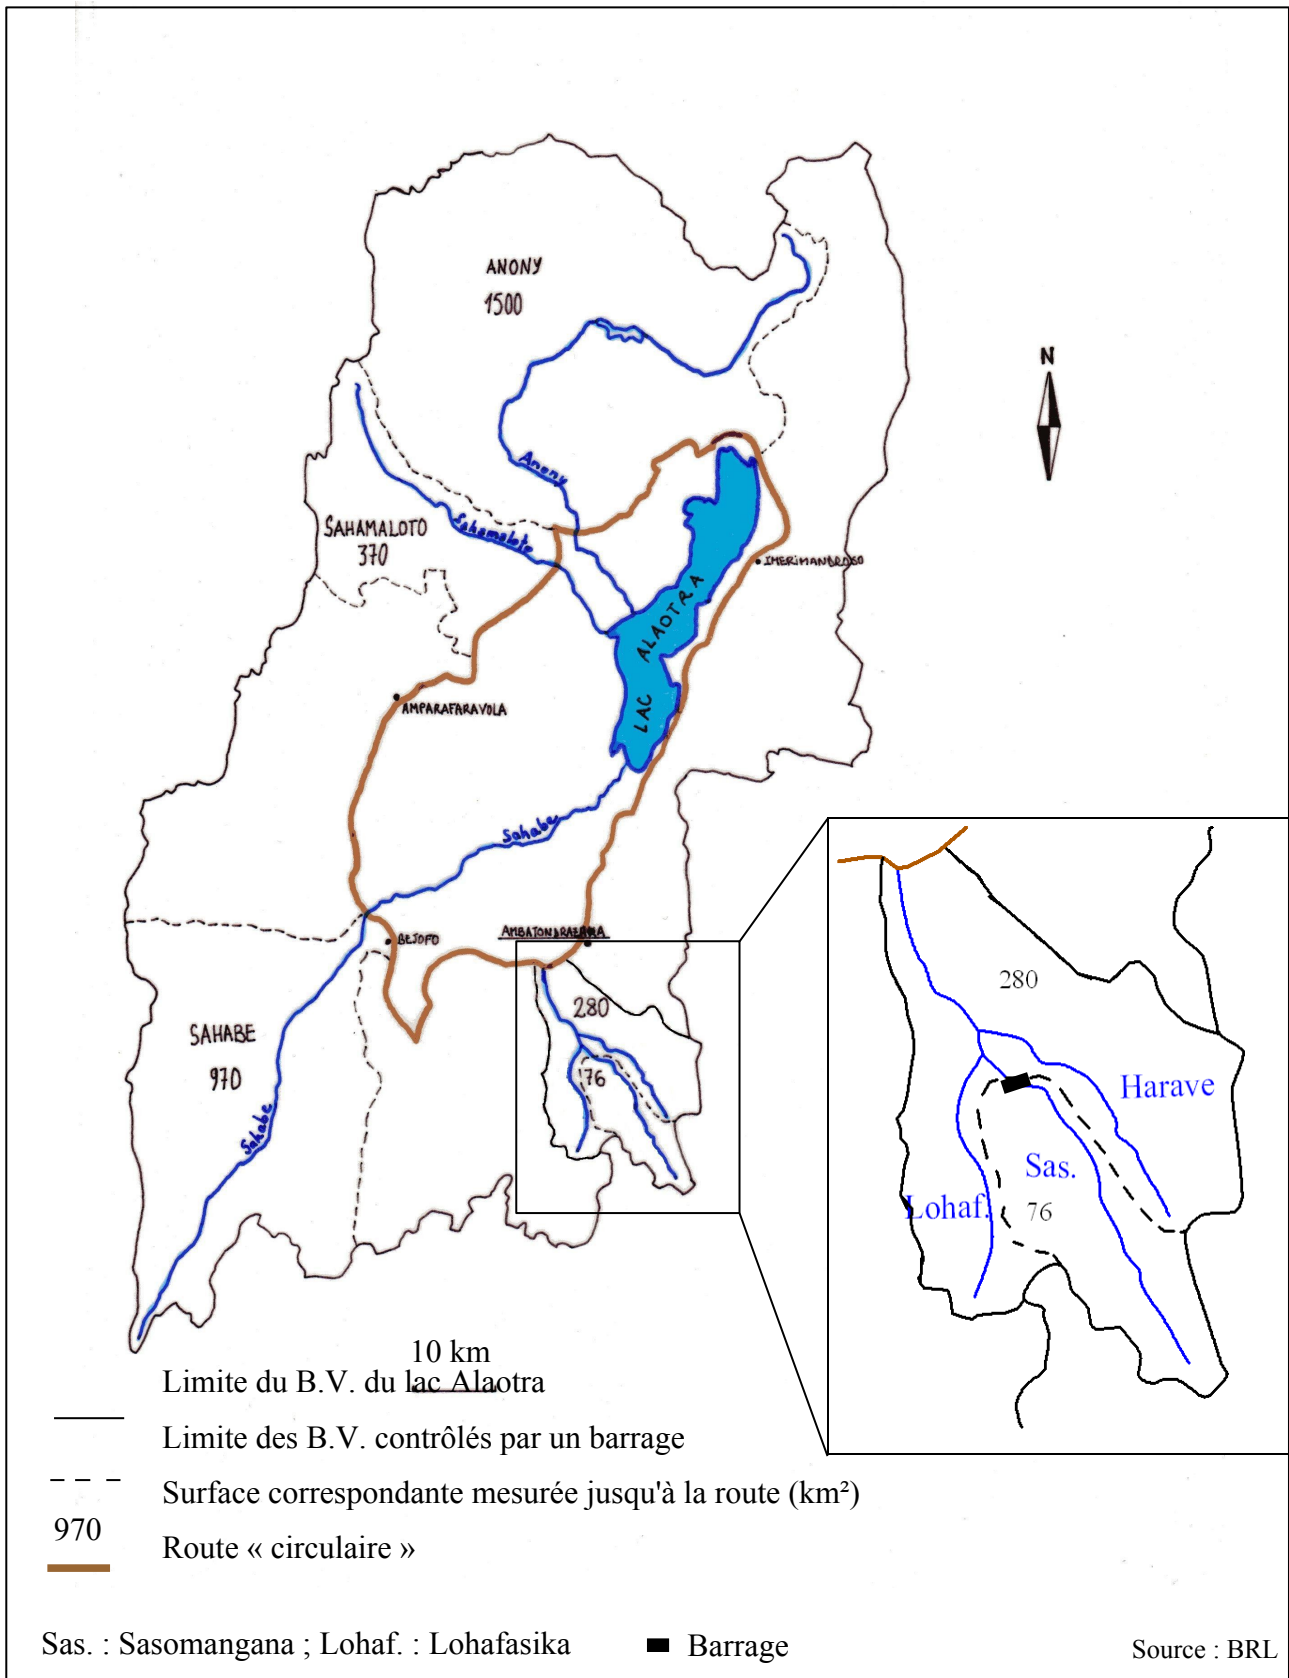 ANONY
1500
N
Anony
SAHAMALOTO
370
Sahamaloto
IMERIMANDROSO
LAC ALAOTRA
AMPARAFARAVOLA
Sahabe
BEJOFO
AMBATONDRAZAKA
SAHABE
970
Sahabe
280
76
280
Harave
Sas.
Lohaf.
76
10 km
Limite du B.V. du lac Alaotra
Limite des B.V. contrôlés par un barrage
Surface correspondante mesurée jusqu'à la route (km²)
970
Route « circulaire »
Sas. : Sasomangana ; Lohaf. : Lohafasika
Barrage
Source : BRL